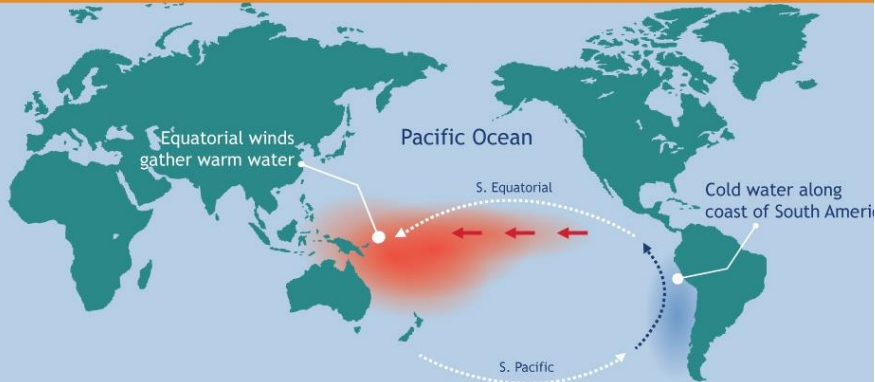 Equatorial winds
gather warm water
Pacific Ocean
S. Equatorial
Cold water along
coast of South Americ
S. Pacific